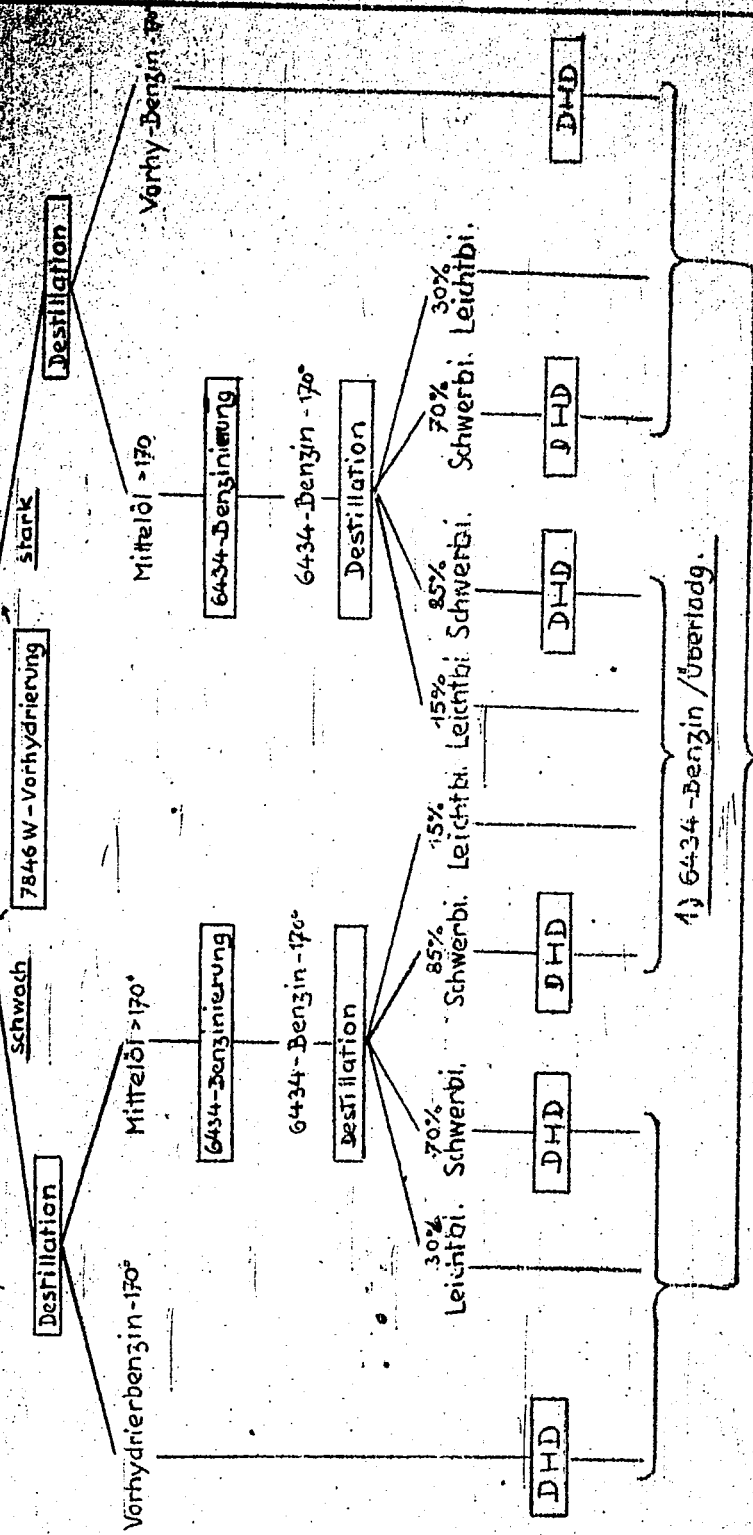 7846 W-Vorhydrierung
schwach
stark
Destillation
Destillation
Vorhydrierbenzin-170°
Mittelöl >170°
Mittelöl >170
Vorhy-Benzin-170°
6434-Benzinierung
6434-Benzinierung
6434-Benzin-170°
6434-Benzin-170°
Destillation
Destillation
30% 70% 85% 15% 15% 85% 70% 30%
Leichtbi. Schwerbi. Schwerbi. Leichtbi. Leichtbi. Schwerbi. Schwerbi. Leichtbi.
DHD DHD DHD DHD DHD DHD
1) 6434-Benzin/Überladg.